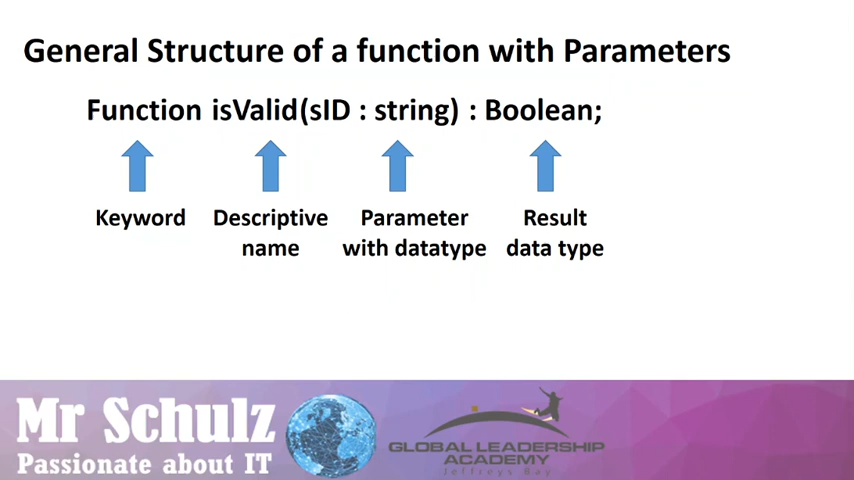 General Structure of a function with Parameters
Function isValid(sID : string) : Boolean;
Keyword
Descriptive name
Parameter with datatype
Result data type
Mr Schulz
Passionate about IT
GLOBAL LEADERSHIP
ACADEMY
Jeffreys Bay